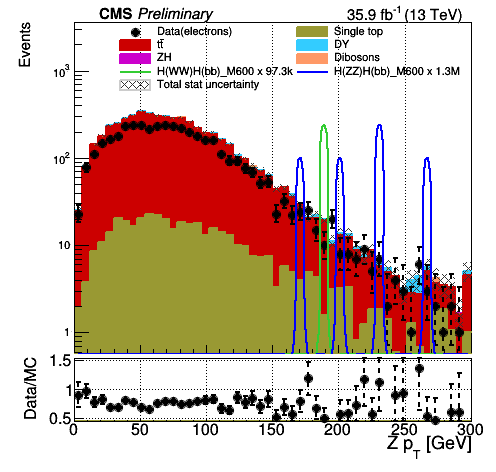 CMS Preliminary 35.9 fb⁻¹ (13 TeV)
Data(electrons) Single top
tt̄ DY
ZH Dibosons
H(WW)H(bb)_M600 x 97.3k H(ZZ)H(bb)_M600 x 1.3M
Total stat uncertainty
Events
10³
10²
10
1
Data/MC
1.5
1.0
0.5
0 50 100 150 200 250 300
Z p_T [GeV]